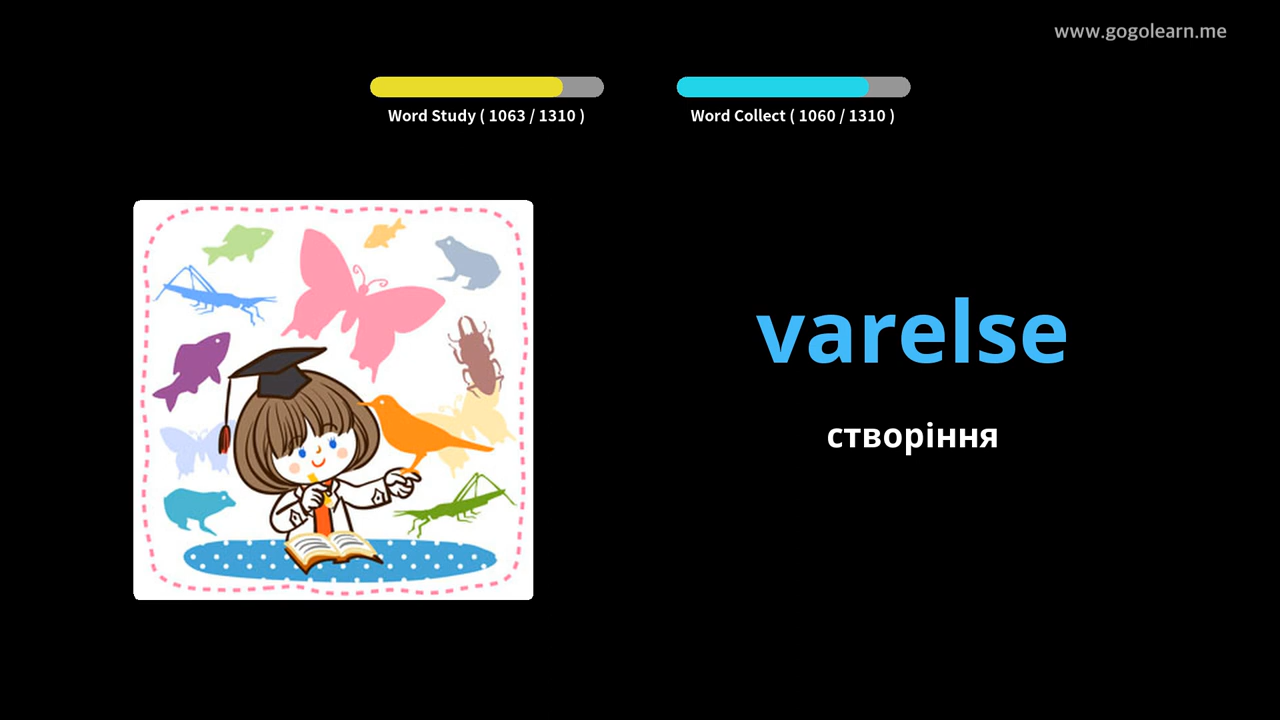 www.gogolearn.me
Word Study ( 1063 / 1310 )
Word Collect ( 1060 / 1310 )
varelse
створіння